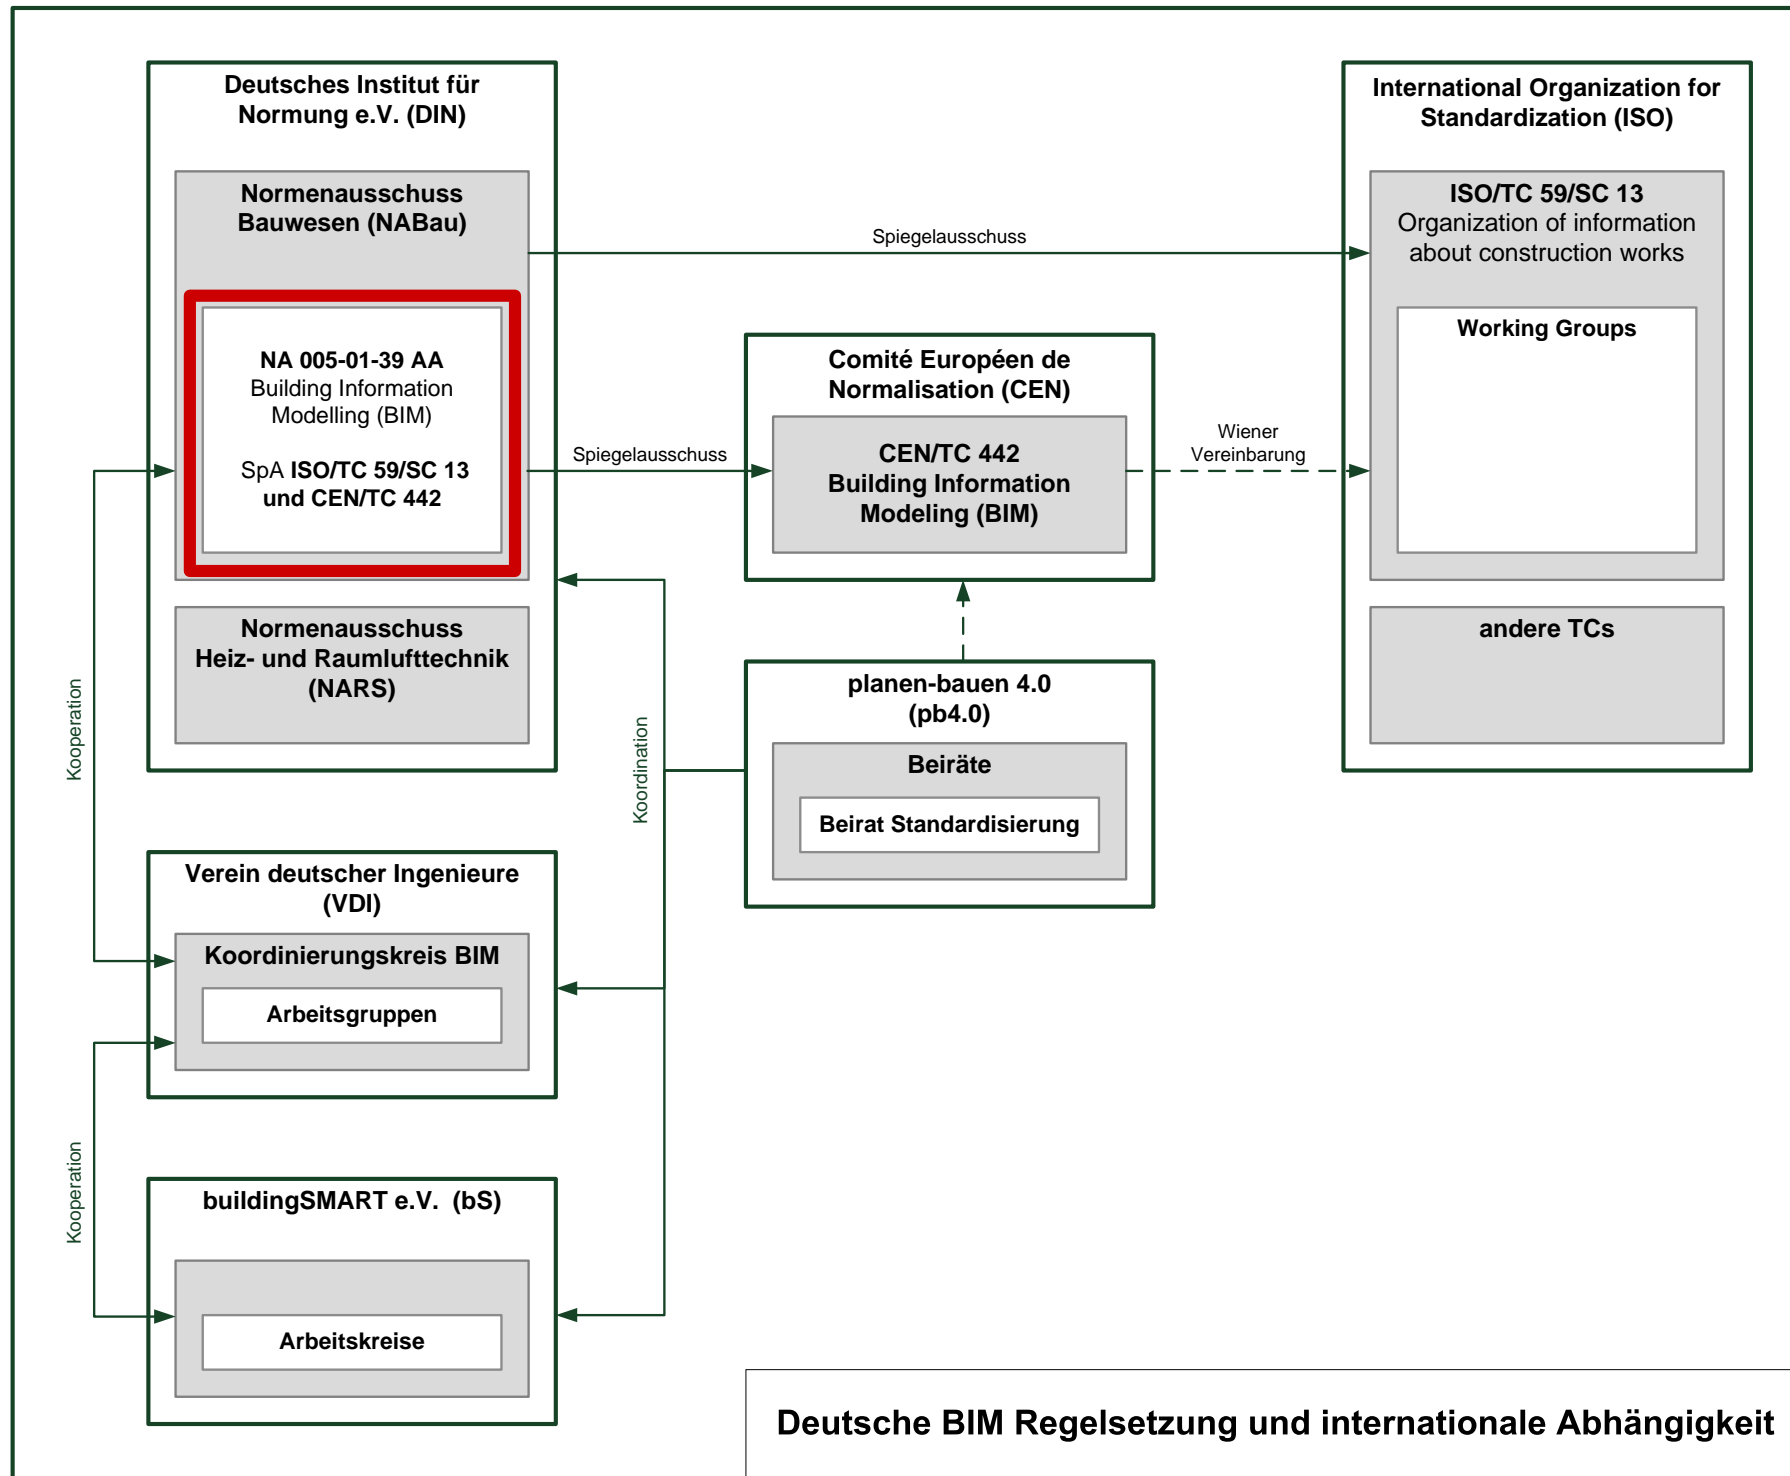 Deutsches Institut für
Normung e.V. (DIN)
Normenausschuss
Bauwesen (NABau)
NA 005-01-39 AA
Building Information
Modelling (BIM)
SpA ISO/TC 59/SC 13
und CEN/TC 442
Normenausschuss
Heiz- und Raumlufttechnik
(NARS)
Spiegelausschuss
Spiegelausschuss
Comité Européen de
Normalisation (CEN)
CEN/TC 442
Building Information
Modeling (BIM)
Wiener
Vereinbarung
International Organization for
Standardization (ISO)
ISO/TC 59/SC 13
Organization of information
about construction works
Working Groups
andere TCs
planen-bauen 4.0
(pb4.0)
Beiräte
Beirat Standardisierung
Koordination
Kooperation
Verein deutscher Ingenieure
(VDI)
Koordinierungskreis BIM
Arbeitsgruppen
Kooperation
buildingSMART e.V. (bS)
Arbeitskreise
Deutsche BIM Regelsetzung und internationale Abhängigkeit